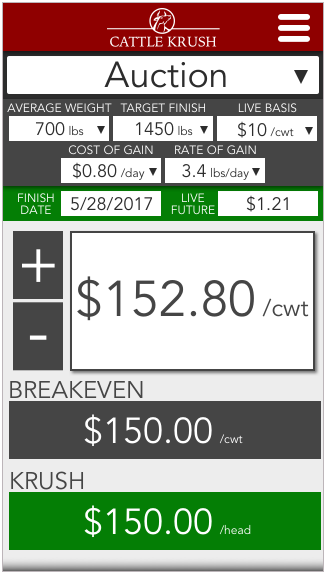 CATTLE KRUSH
Auction ▼
AVERAGE WEIGHT TARGET FINISH LIVE BASIS
700 lbs ▼ 1450 lbs ▼ $10 /cwt ▼
COST OF GAIN RATE OF GAIN
$0.80 /day ▼ 3.4 lbs/day ▼
FINISH DATE 5/28/2017 LIVE FUTURE $1.21
+
$152.80 /cwt
-
BREAKEVEN
$150.00 /cwt
KRUSH
$150.00 /head